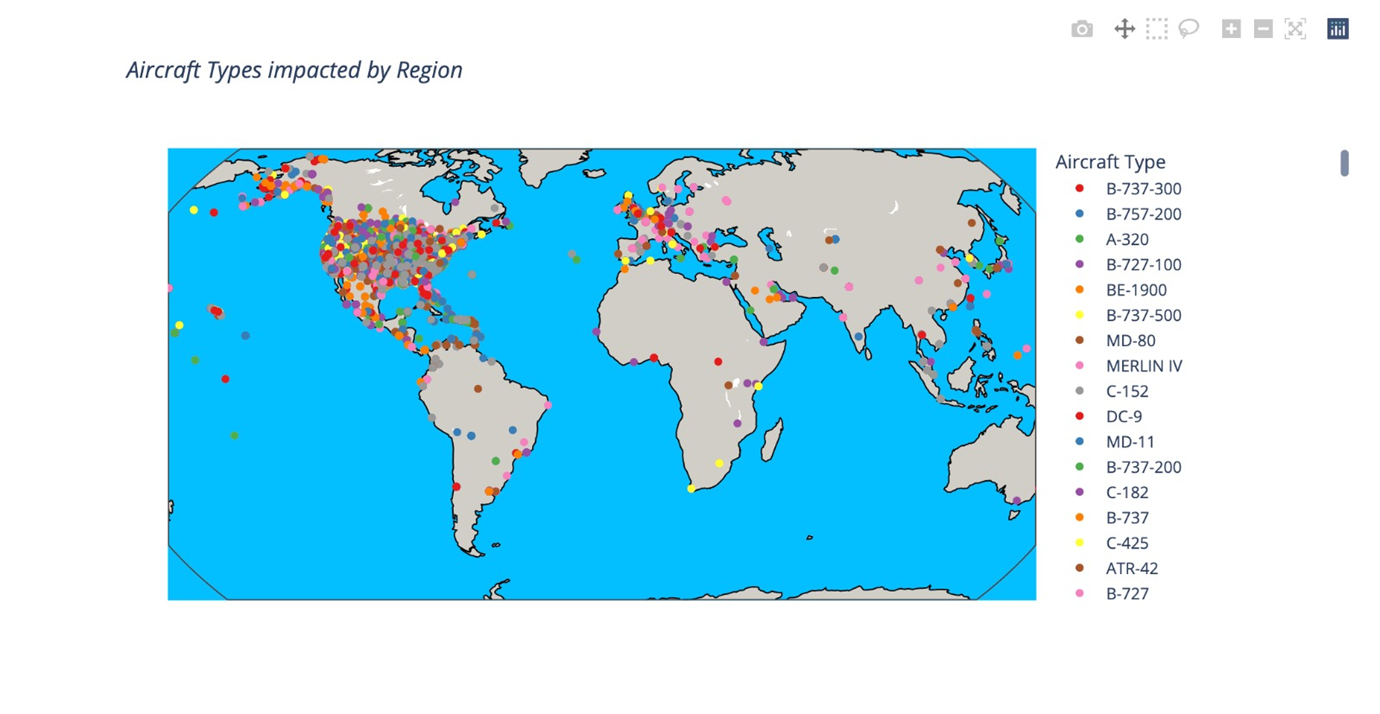 Aircraft Types impacted by Region
Aircraft Type
B-737-300
B-757-200
A-320
B-727-100
BE-1900
B-737-500
MD-80
MERLIN IV
C-152
DC-9
MD-11
B-737-200
C-182
B-737
C-425
ATR-42
B-727